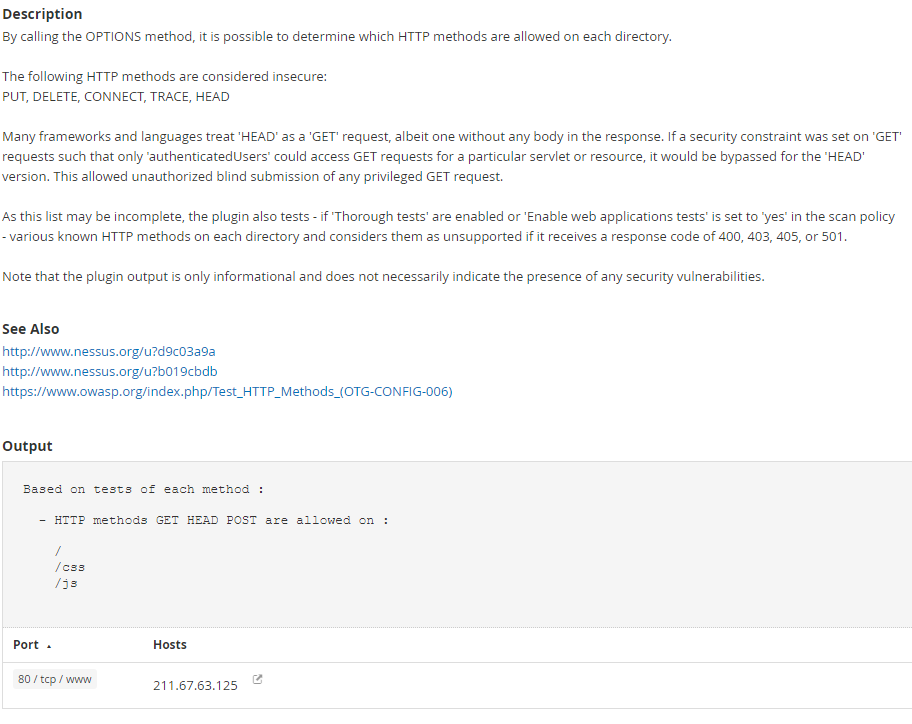 Description
By calling the OPTIONS method, it is possible to determine which HTTP methods are allowed on each directory.
The following HTTP methods are considered insecure:
PUT, DELETE, CONNECT, TRACE, HEAD
Many frameworks and languages treat 'HEAD' as a 'GET' request, albeit one without any body in the response. If a security constraint was set on 'GET'
requests such that only 'authenticatedUsers' could access GET requests for a particular servlet or resource, it would be bypassed for the 'HEAD'
version. This allowed unauthorized blind submission of any privileged GET request.
As this list may be incomplete, the plugin also tests - if 'Thorough tests' are enabled or 'Enable web applications tests' is set to 'yes' in the scan policy
- various known HTTP methods on each directory and considers them as unsupported if it receives a response code of 400, 403, 405, or 501.
Note that the plugin output is only informational and does not necessarily indicate the presence of any security vulnerabilities.
See Also
http://www.nessus.org/u?d9c03a9a
http://www.nessus.org/u?b019cbdb
https://www.owasp.org/index.php/Test_HTTP_Methods_(OTG-CONFIG-006)
Output
Based on tests of each method :
- HTTP methods GET HEAD POST are allowed on :
/
/css
/js
Port Hosts
80 / tcp / www 211.67.63.125